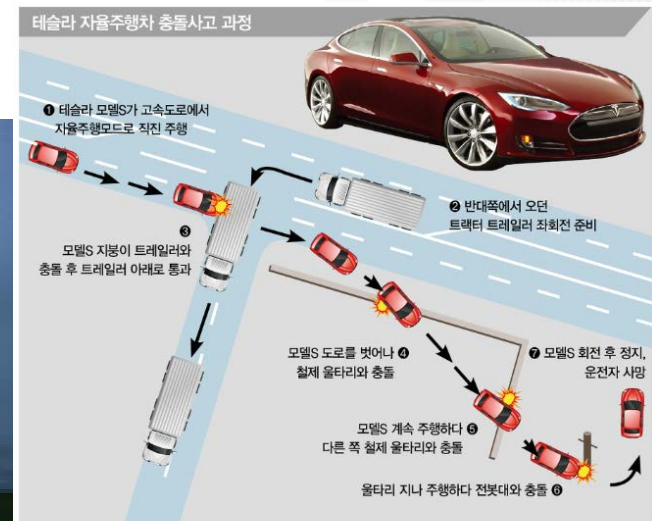 테슬라 자율주행차 충돌사고 과정
❶ 테슬라 모델S가 고속도로에서
자율주행모드로 직진 주행
❷ 반대쪽에서 오던
트랙터 트레일러 좌회전 준비
❸
모델S 지붕이 트레일러와
충돌 후 트레일러 아래로 통과
모델S 도로를 벗어나 ❹
철제 울타리와 충돌
모델S 계속 주행하다 ❺
다른 쪽 철제 울타리와 충돌
울타리 지나 주행하다 전봇대와 충돌 ❻
❼ 모델S 회전 후 정지,
운전자 사망